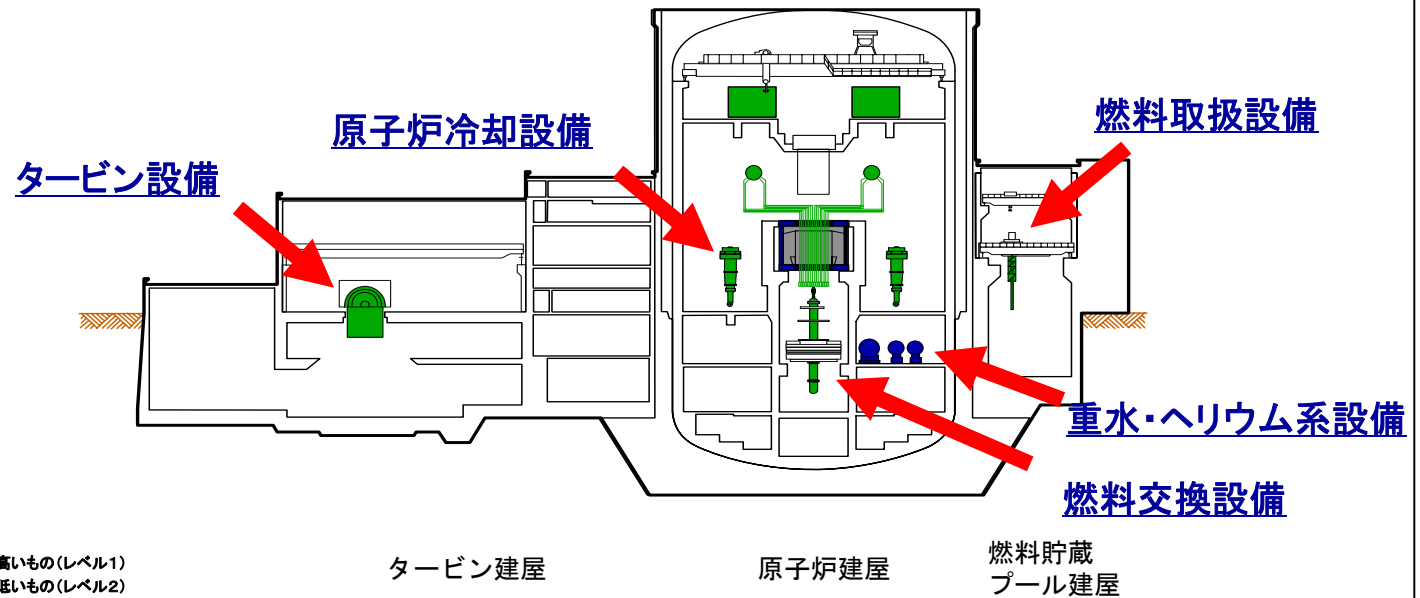 原子炉冷却設備
燃料取扱設備
タービン設備
重水・ヘリウム系設備
燃料交換設備
高いもの(レベル1)
低いもの(レベル2)
タービン建屋
原子炉建屋
燃料貯蔵
プール建屋